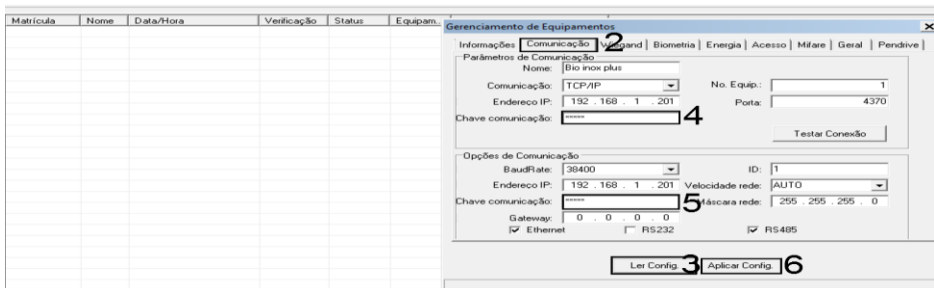 Matrícula Nome Data/Hora Verificação Status Equipam..
Gerenciamento de Equipamentos
Informações Comunicação 2 Wiegand Biometria Energia Acesso Mifare Geral Pendrive
Parâmetros de Comunicação
Nome: Bio inox plus
Comunicação: TCP/IP No. Equip.: 1
Endereco IP: 192 . 168 . 1 . 201 Porta: 4370
Chave comunicação: ***** 4
Testar Conexão
Opções de Comunicação
BaudRate: 38400 ID: 1
Endereco IP: 192 . 168 . 1 . 201 Velocidade rede: AUTO
Chave comunicação: ***** 5 Máscara rede: 255 . 255 . 255 . 0
Gateway: 0 . 0 . 0 . 0
Ethernet RS232 RS485
Ler Config. 3 Aplicar Config. 6